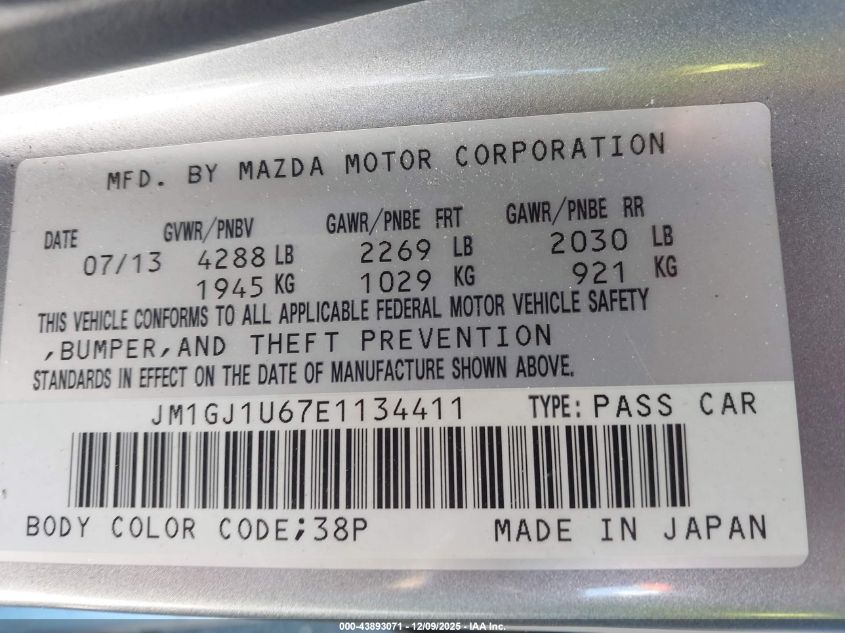 MFD. BY MAZDA MOTOR CORPORATION
DATE GVWR/PNBV GAWR/PNBE FRT GAWR/PNBE RR
07/13 4288 LB 2269 LB 2030 LB
1945 KG 1029 KG 921 KG
THIS VEHICLE CONFORMS TO ALL APPLICABLE FEDERAL MOTOR VEHICLE SAFETY
,BUMPER,AND THEFT PREVENTION
STANDARDS IN EFFECT ON THE DATE OF MANUFACTURE SHOWN ABOVE.
JM1GJ1U67E1134411 TYPE: PASS CAR
BODY COLOR CODE;38P MADE IN JAPAN
000-43893071 - 12/09/2025 - IAA Inc.